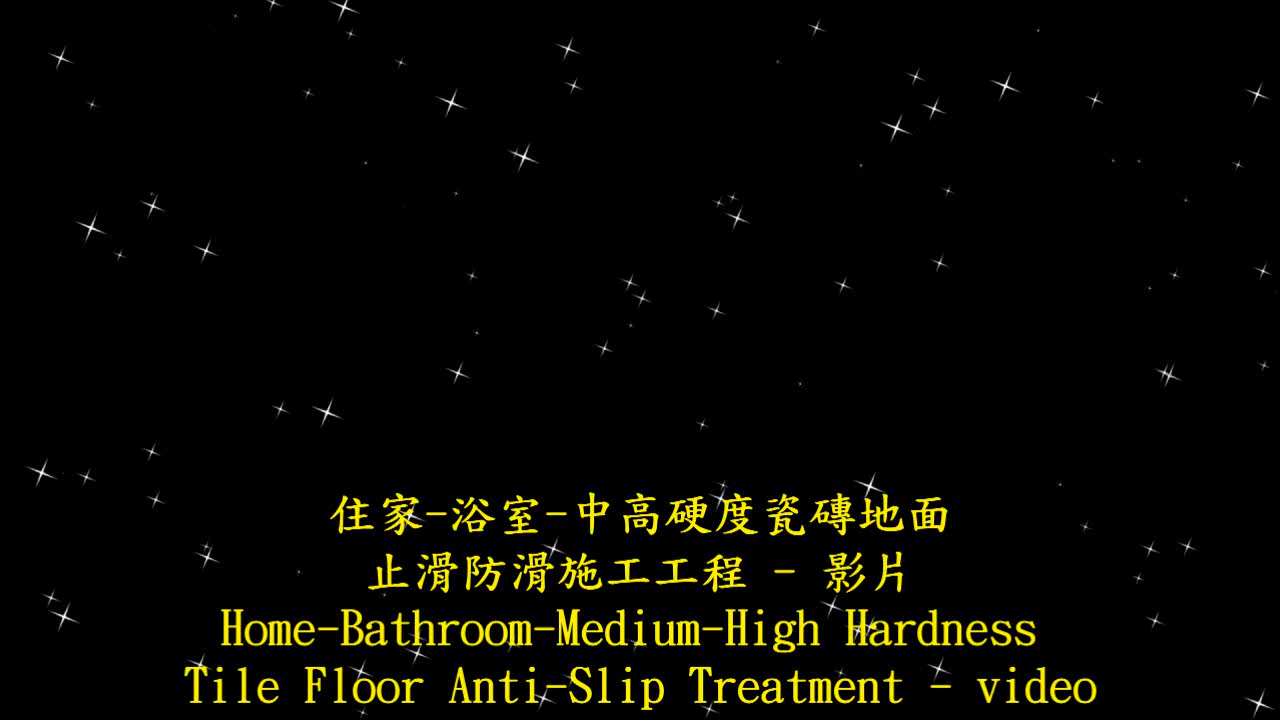 住家-浴室-中高硬度瓷磚地面
止滑防滑施工工程 - 影片
Home-Bathroom-Medium-High Hardness
Tile Floor Anti-Slip Treatment - video